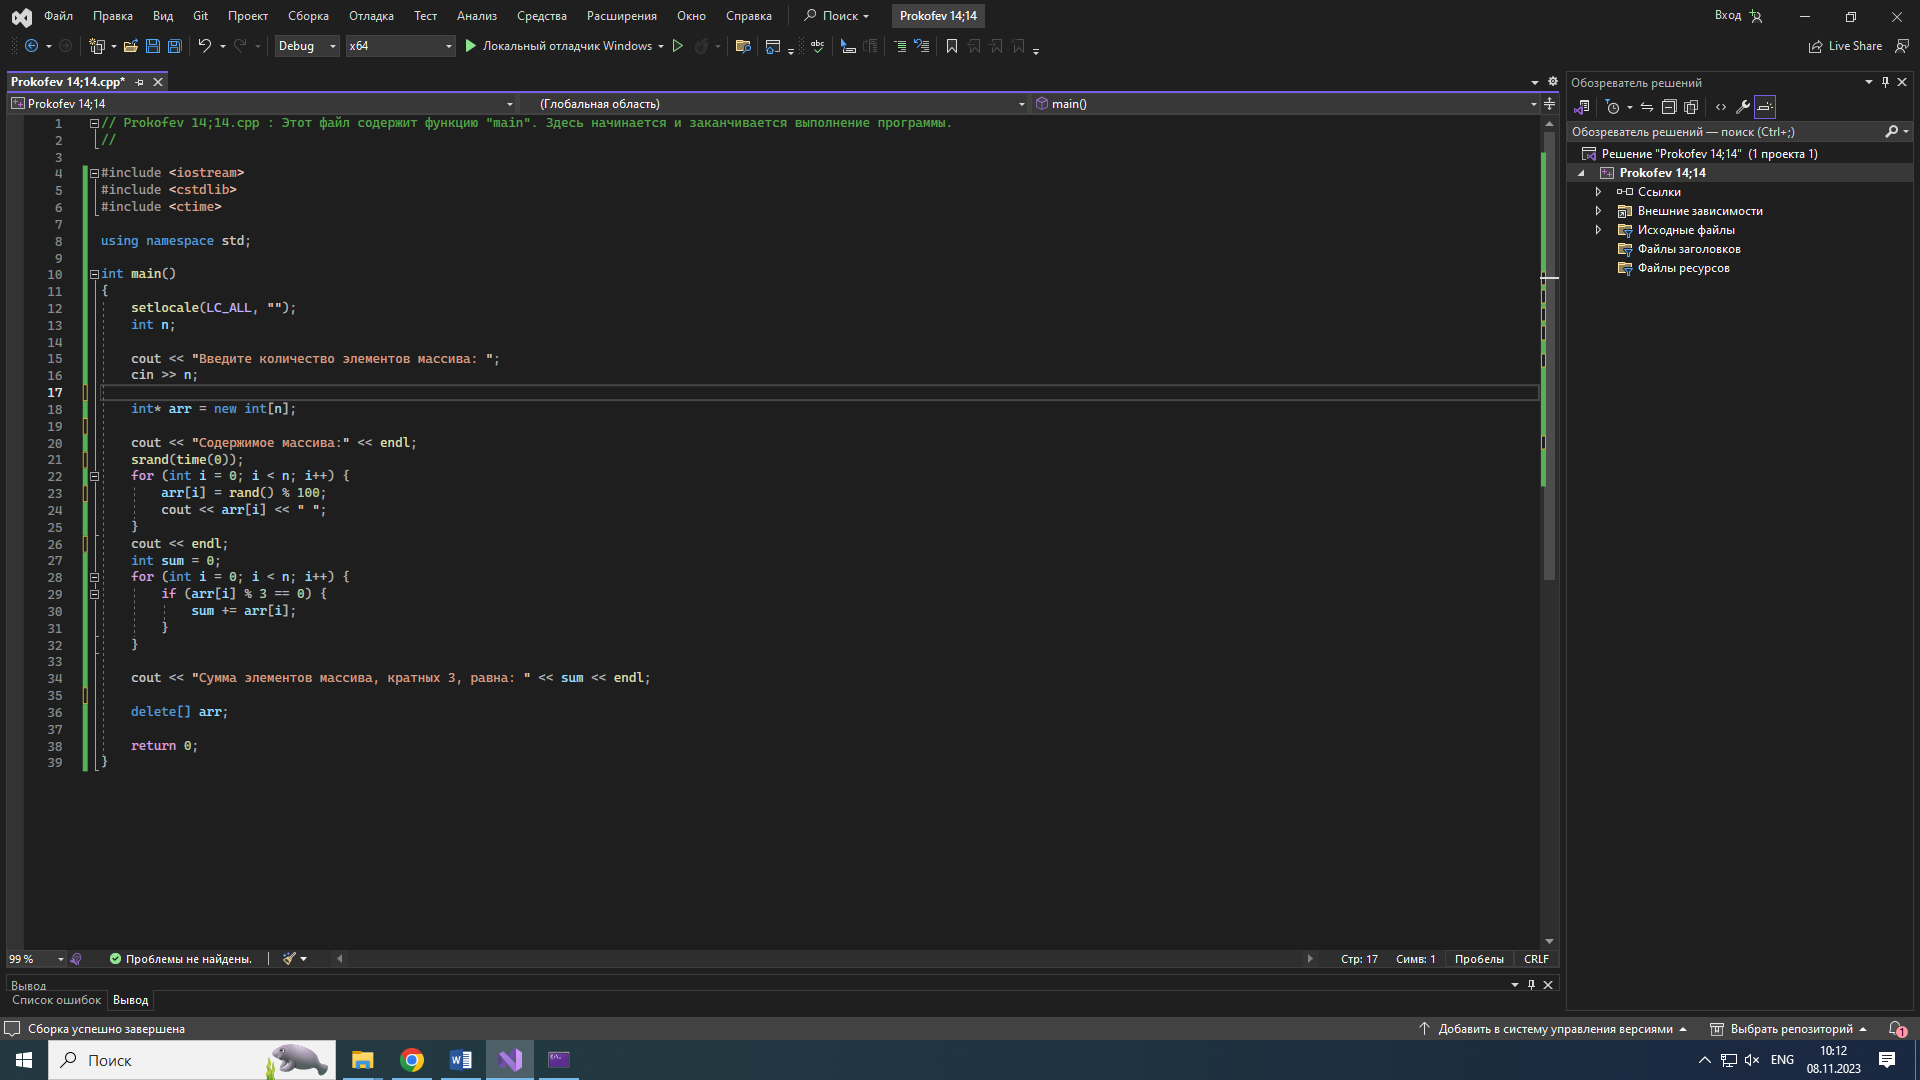 Файл Правка Вид Git Проект Сборка Отладка Тест Анализ Средства Расширения Окно Справка Поиск Prokofev 14;14 Вход
Debug x64 Локальный отладчик Windows Live Share
Prokofev 14;14.cpp*
Prokofev 14;14 (Глобальная область) main()
1 // Prokofev 14;14.cpp : Этот файл содержит функцию "main". Здесь начинается и заканчивается выполнение программы.
2 //
3
4 #include <iostream>
5 #include <cstdlib>
6 #include <ctime>
7
8 using namespace std;
9
10 int main()
11 {
12 setlocale(LC_ALL, "");
13 int n;
14
15 cout << "Введите количество элементов массива: ";
16 cin >> n;
17
18 int* arr = new int[n];
19
20 cout << "Содержимое массива:" << endl;
21 srand(time(0));
22 for (int i = 0; i < n; i++) {
23 arr[i] = rand() % 100;
24 cout << arr[i] << " ";
25 }
26 cout << endl;
27 int sum = 0;
28 for (int i = 0; i < n; i++) {
29 if (arr[i] % 3 == 0) {
30 sum += arr[i];
31 }
32 }
33
34 cout << "Сумма элементов массива, кратных 3, равна: " << sum << endl;
35
36 delete[] arr;
37
38 return 0;
39 }
99 % Проблемы не найдены. Стр: 17 Симв: 1 Пробелы CRLF
Вывод
Список ошибок Вывод
Обозреватель решений
Обозреватель решений — поиск (Ctrl+;)
Решение "Prokofev 14;14" (1 проекта 1)
Prokofev 14;14
Ссылки
Внешние зависимости
Исходные файлы
Файлы заголовков
Файлы ресурсов
Сборка успешно завершена Добавить в систему управления версиями Выбрать репозиторий 1
Поиск ENG 10:12
08.11.2023